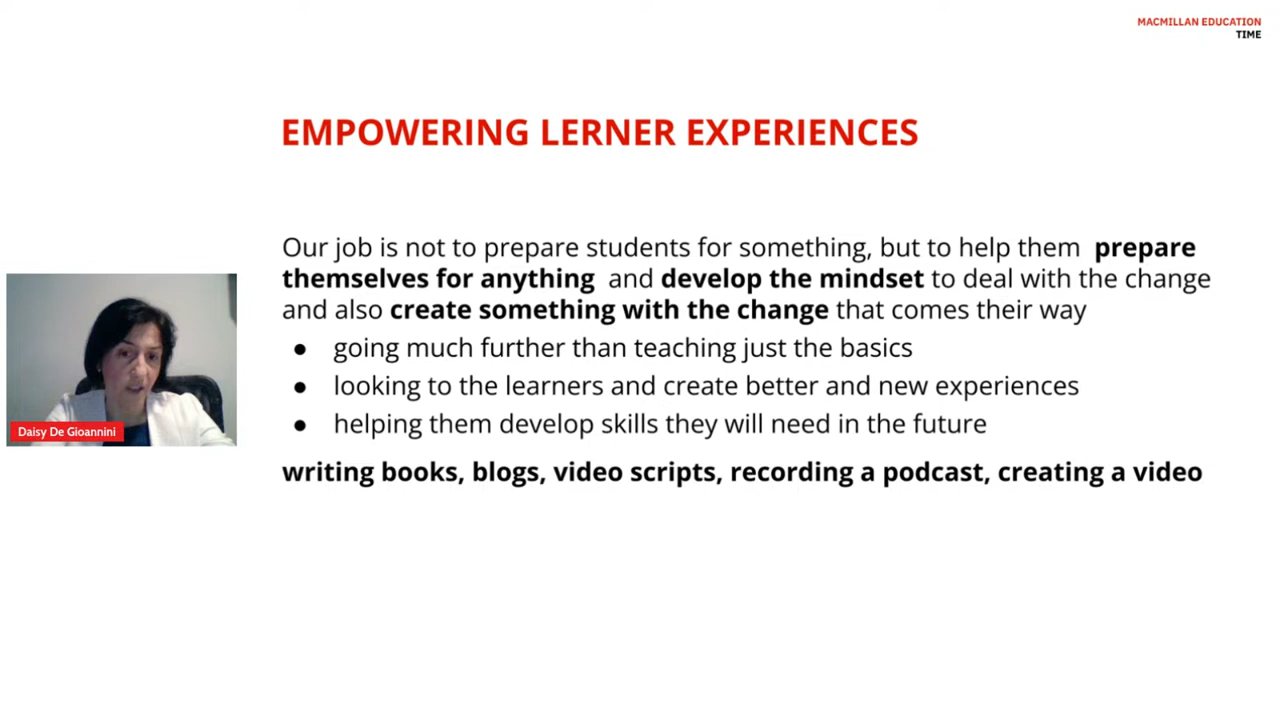 MACMILLAN EDUCATION
TIME
EMPOWERING LERNER EXPERIENCES
Our job is not to prepare students for something, but to help them prepare
themselves for anything and develop the mindset to deal with the change
and also create something with the change that comes their way
● going much further than teaching just the basics
● looking to the learners and create better and new experiences
● helping them develop skills they will need in the future
writing books, blogs, video scripts, recording a podcast, creating a video
Daisy De Gioannini